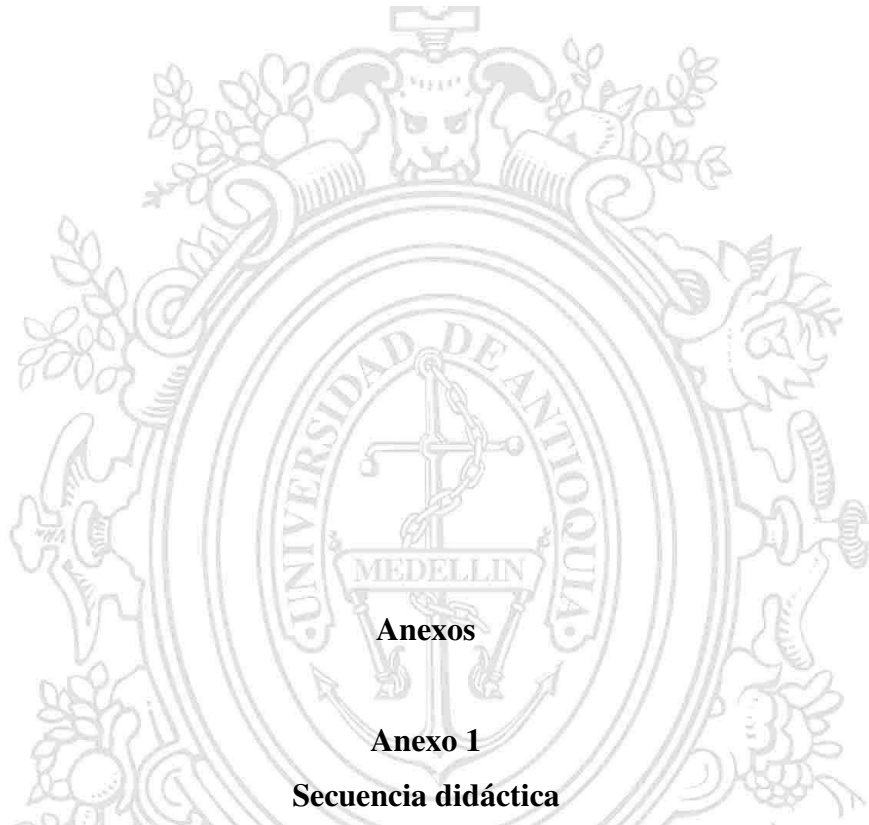 UNIVERSIDAD DE ANTIOQUIA
MEDELLIN
Anexos
Anexo 1
Secuencia didáctica